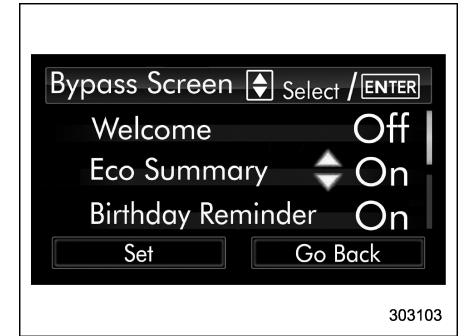 Bypass Screen Select / ENTER
Welcome Off
Eco Summary On
Birthday Reminder On
Set Go Back
303103